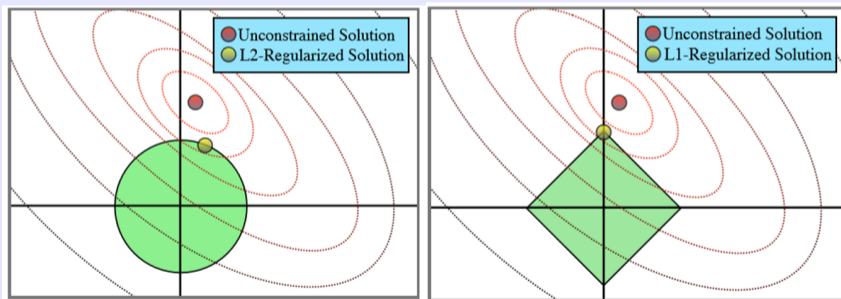 Unconstrained Solution
L2-Regularized Solution
Unconstrained Solution
L1-Regularized Solution